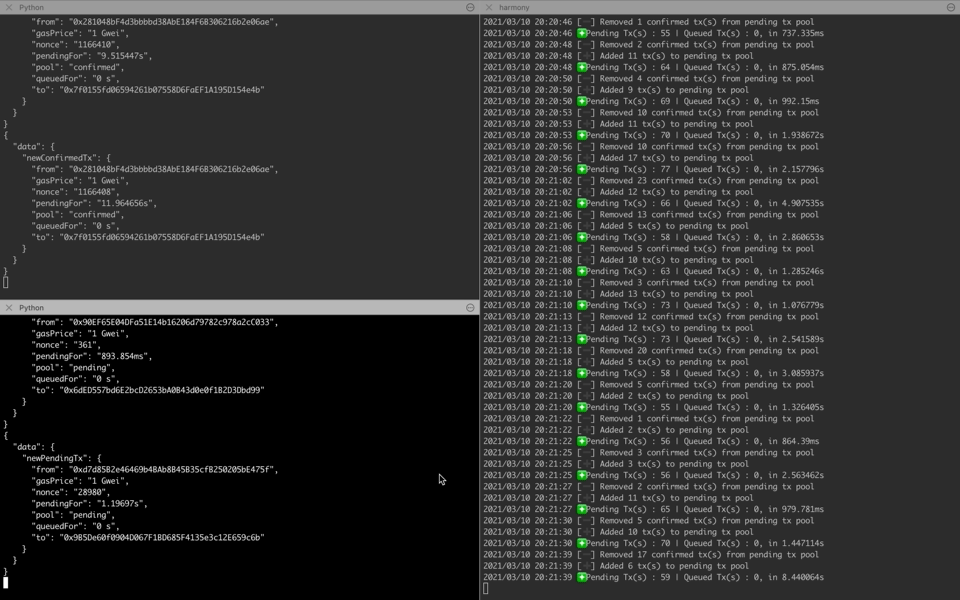 Python
"from": "0x281048bF4d3bbbbd38AbE184F6B306216b2e06ae",
"gasPrice": "1 Gwei",
"nonce": "1166410",
"pendingFor": "9.515447s",
"pool": "confirmed",
"queuedFor": "0 s",
"to": "0x7f0155fd06594261b07558D6FaEF1A195D154e4b"
}
}
}
{
"data": {
"newConfirmedTx": {
"from": "0x281048bF4d3bbbbd38AbE184F6B306216b2e06ae",
"gasPrice": "1 Gwei",
"nonce": "1166408",
"pendingFor": "11.964656s",
"pool": "confirmed",
"queuedFor": "0 s",
"to": "0x7f0155fd06594261b07558D6FaEF1A195D154e4b"
}
}
}
Python
"from": "0x90EF65E04DFa51E14b16206d79782c978a2cC033",
"gasPrice": "1 Gwei",
"nonce": "361",
"pendingFor": "893.854ms",
"pool": "pending",
"queuedFor": "0 s",
"to": "0x6dED557bd6E2bcD2653bA0B43d0e0f1B2D3Dbd99"
}
}
}
{
"data": {
"newPendingTx": {
"from": "0xd7d85B2e46469b4BAb8B45B35cfB250205bE475f",
"gasPrice": "1 Gwei",
"nonce": "28980",
"pendingFor": "1.19697s",
"pool": "pending",
"queuedFor": "0 s",
"to": "0x9B5De60f0904D067F1BD685F4135e3c12E659c6b"
}
}
}
harmony
2021/03/10 20:20:46 [➖] Removed 1 confirmed tx(s) from pending tx pool
2021/03/10 20:20:46 ❇️Pending Tx(s) : 55 | Queued Tx(s) : 0, in 737.335ms
2021/03/10 20:20:48 [➖] Removed 2 confirmed tx(s) from pending tx pool
2021/03/10 20:20:48 [➕] Added 11 tx(s) to pending tx pool
2021/03/10 20:20:48 ❇️Pending Tx(s) : 64 | Queued Tx(s) : 0, in 875.054ms
2021/03/10 20:20:50 [➖] Removed 4 confirmed tx(s) from pending tx pool
2021/03/10 20:20:50 [➕] Added 9 tx(s) to pending tx pool
2021/03/10 20:20:50 ❇️Pending Tx(s) : 69 | Queued Tx(s) : 0, in 992.15ms
2021/03/10 20:20:53 [➖] Removed 10 confirmed tx(s) from pending tx pool
2021/03/10 20:20:53 [➕] Added 11 tx(s) to pending tx pool
2021/03/10 20:20:53 ❇️Pending Tx(s) : 70 | Queued Tx(s) : 0, in 1.938672s
2021/03/10 20:20:56 [➖] Removed 10 confirmed tx(s) from pending tx pool
2021/03/10 20:20:56 [➕] Added 17 tx(s) to pending tx pool
2021/03/10 20:20:56 ❇️Pending Tx(s) : 77 | Queued Tx(s) : 0, in 2.157796s
2021/03/10 20:21:02 [➖] Removed 23 confirmed tx(s) from pending tx pool
2021/03/10 20:21:02 [➕] Added 12 tx(s) to pending tx pool
2021/03/10 20:21:02 ❇️Pending Tx(s) : 66 | Queued Tx(s) : 0, in 4.907535s
2021/03/10 20:21:06 [➖] Removed 13 confirmed tx(s) from pending tx pool
2021/03/10 20:21:06 [➕] Added 5 tx(s) to pending tx pool
2021/03/10 20:21:06 ❇️Pending Tx(s) : 58 | Queued Tx(s) : 0, in 2.860653s
2021/03/10 20:21:08 [➖] Removed 5 confirmed tx(s) from pending tx pool
2021/03/10 20:21:08 [➕] Added 10 tx(s) to pending tx pool
2021/03/10 20:21:08 ❇️Pending Tx(s) : 63 | Queued Tx(s) : 0, in 1.285246s
2021/03/10 20:21:10 [➖] Removed 3 confirmed tx(s) from pending tx pool
2021/03/10 20:21:10 [➕] Added 13 tx(s) to pending tx pool
2021/03/10 20:21:10 ❇️Pending Tx(s) : 73 | Queued Tx(s) : 0, in 1.076779s
2021/03/10 20:21:13 [➖] Removed 12 confirmed tx(s) from pending tx pool
2021/03/10 20:21:13 [➕] Added 12 tx(s) to pending tx pool
2021/03/10 20:21:13 ❇️Pending Tx(s) : 73 | Queued Tx(s) : 0, in 2.541589s
2021/03/10 20:21:18 [➖] Removed 20 confirmed tx(s) from pending tx pool
2021/03/10 20:21:18 [➕] Added 5 tx(s) to pending tx pool
2021/03/10 20:21:18 ❇️Pending Tx(s) : 58 | Queued Tx(s) : 0, in 3.085937s
2021/03/10 20:21:20 [➖] Removed 5 confirmed tx(s) from pending tx pool
2021/03/10 20:21:20 [➕] Added 2 tx(s) to pending tx pool
2021/03/10 20:21:20 ❇️Pending Tx(s) : 55 | Queued Tx(s) : 0, in 1.326405s
2021/03/10 20:21:22 [➖] Removed 1 confirmed tx(s) from pending tx pool
2021/03/10 20:21:22 [➕] Added 2 tx(s) to pending tx pool
2021/03/10 20:21:22 ❇️Pending Tx(s) : 56 | Queued Tx(s) : 0, in 864.39ms
2021/03/10 20:21:25 [➖] Removed 3 confirmed tx(s) from pending tx pool
2021/03/10 20:21:25 [➕] Added 3 tx(s) to pending tx pool
2021/03/10 20:21:25 ❇️Pending Tx(s) : 56 | Queued Tx(s) : 0, in 2.563462s
2021/03/10 20:21:27 [➖] Removed 2 confirmed tx(s) from pending tx pool
2021/03/10 20:21:27 [➕] Added 11 tx(s) to pending tx pool
2021/03/10 20:21:27 ❇️Pending Tx(s) : 65 | Queued Tx(s) : 0, in 979.781ms
2021/03/10 20:21:30 [➖] Removed 5 confirmed tx(s) from pending tx pool
2021/03/10 20:21:30 [➕] Added 10 tx(s) to pending tx pool
2021/03/10 20:21:30 ❇️Pending Tx(s) : 70 | Queued Tx(s) : 0, in 1.447114s
2021/03/10 20:21:39 [➖] Removed 17 confirmed tx(s) from pending tx pool
2021/03/10 20:21:39 [➕] Added 6 tx(s) to pending tx pool
2021/03/10 20:21:39 ❇️Pending Tx(s) : 59 | Queued Tx(s) : 0, in 8.440064s